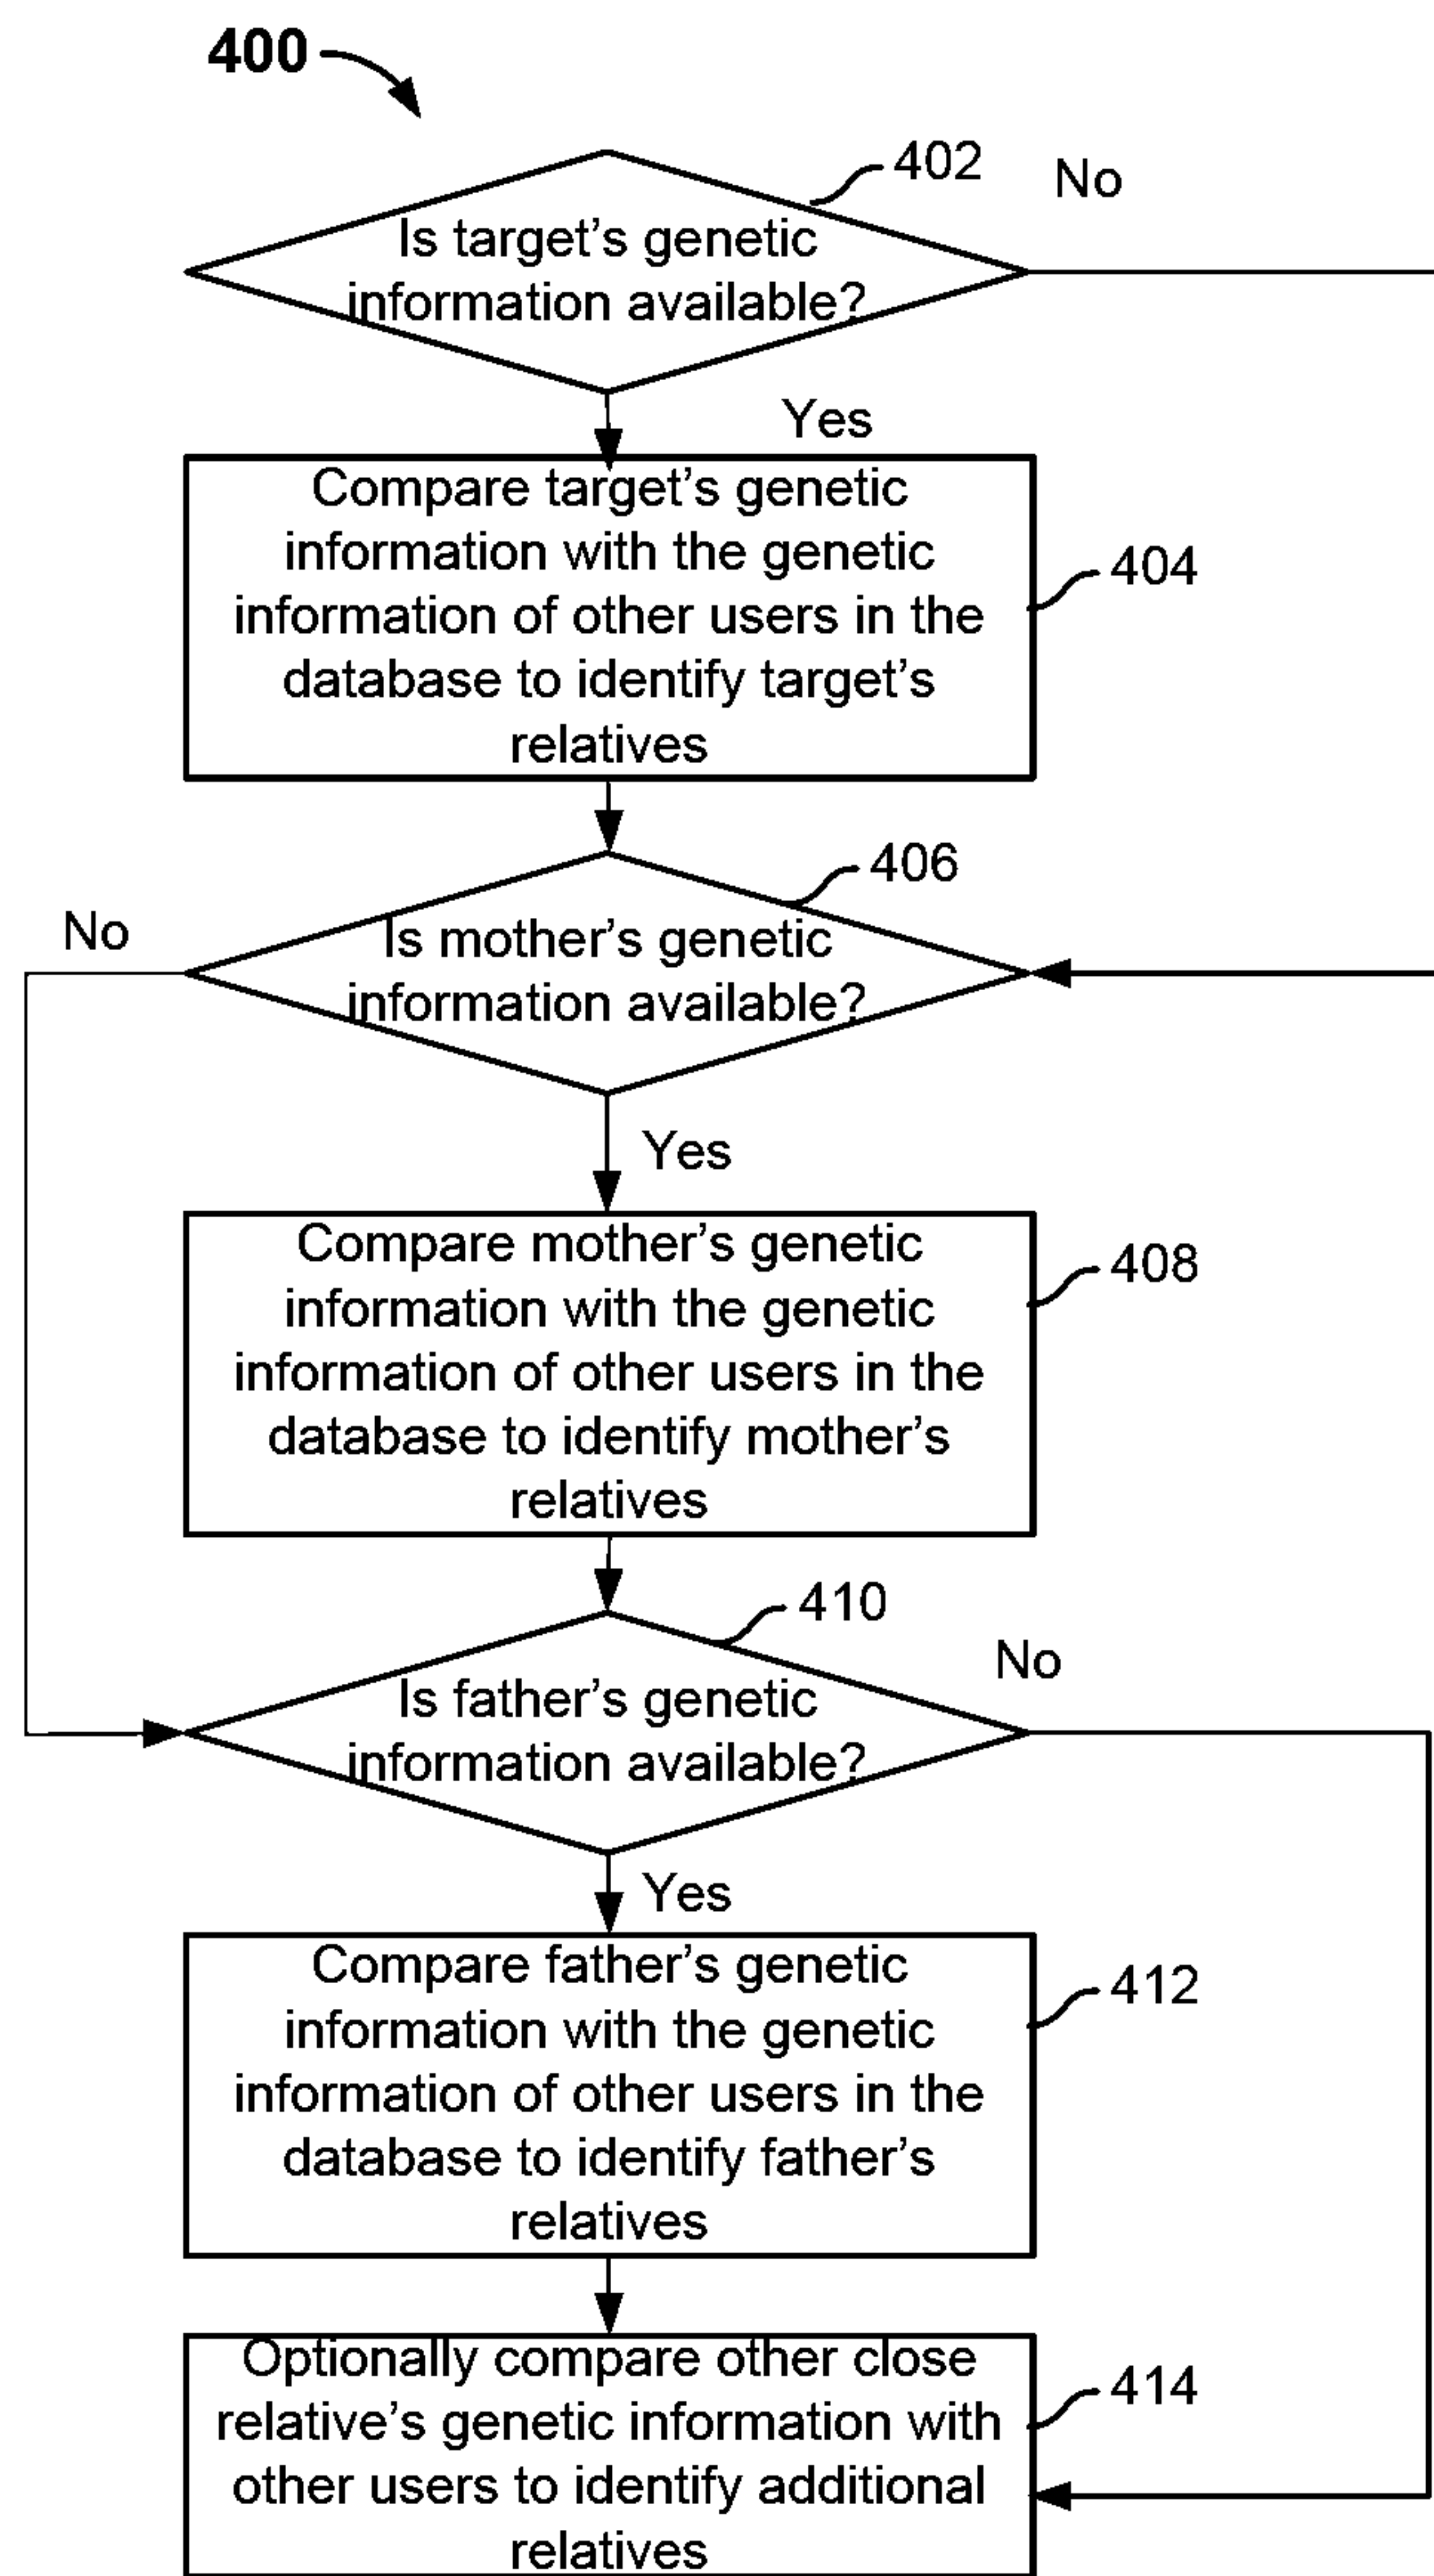 400
402
No
Is target's genetic
information available?
Yes
Compare target's genetic
information with the genetic
information of other users in the
database to identify target's
relatives
404
406
No
Is mother's genetic
information available?
Yes
Compare mother's genetic
information with the genetic
information of other users in the
database to identify mother's
relatives
408
410
No
Is father's genetic
information available?
Yes
Compare father's genetic
information with the genetic
information of other users in the
database to identify father's
relatives
412
Optionally compare other close
relative's genetic information with
other users to identify additional
relatives
414